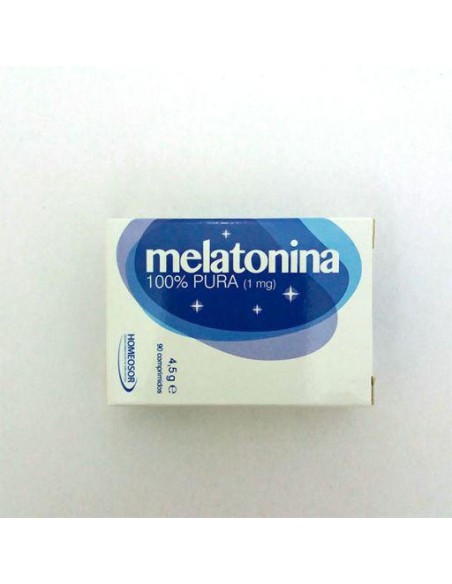 melatonina
100% PURA (1 mg)
HOMEOSOR
4,5 g ℮
90 comprimidos